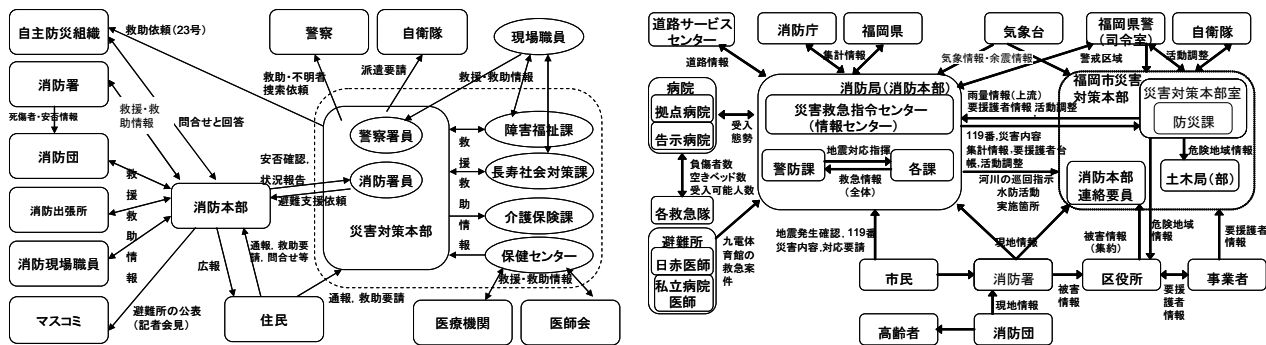 自主防災組織
救助依頼(23号)
警察
自衛隊
現場職員
消防署
救援・救
助情報
救助・不明者
捜索依頼
派遣要請
救援・救助情報
死傷者・安否情報
問合せと回答
消防団
警察署員
障害福祉課
安否確認,
状況報告
消防署員
救援救助情報
長寿社会対策課
救援救助情報
消防本部
避難支援依頼
消防出張所
災害対策本部
介護保険課
消防現場職員
広報
通報, 救助要
請, 問合せ等
保健センター
救援・救助情報
通報, 救助要請
マスコミ
避難所の公表
(記者会見)
住民
医療機関
医師会
道路サービス
センター
消防庁
福岡県
気象台
福岡県警
(司令室)
自衛隊
道路情報
集計情報
気象情報・余震情報
警戒区域
活動調整
病院
拠点病院
告示病院
受入
態勢
消防局(消防本部)
災害救急指令センター
(情報センター)
雨量情報(上流)
要援護者情報,活動調整
福岡市災害
対策本部
災害対策本部室
防災課
警防課
地震対応指揮
各課
救急情報
(全体)
119番,災害内容
集計情報,要援護者台
帳,活動調整
危険地域情報
負傷者数
空きベッド数
受入可能人数
河川の巡回指示
水防活動
実施箇所
消防本部
連絡要員
土木局(部)
各救急隊
避難所
日赤医師
私立病院
医師
九電体
育館の
救急案
件
地震発生確認, 119番
災害内容,対応要請
現地情報
被害情報
(集約)
危険地域
情報
要援護者
情報
市民
消防署
被害
情報
区役所
要援
護者
情報
事業者
現地情報
高齢者
消防団